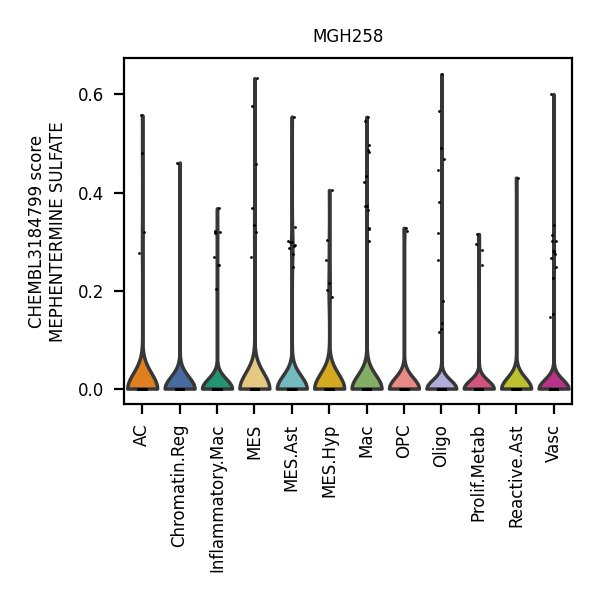 MGH258
CHEMBL3184799 score
MEPHENTERMINE SULFATE
0.6
0.4
0.2
0.0
AC
Chromatin.Reg
Inflammatory.Mac
MES
MES.Ast
MES.Hyp
Mac
OPC
Oligo
Prolif.Metab
Reactive.Ast
Vasc